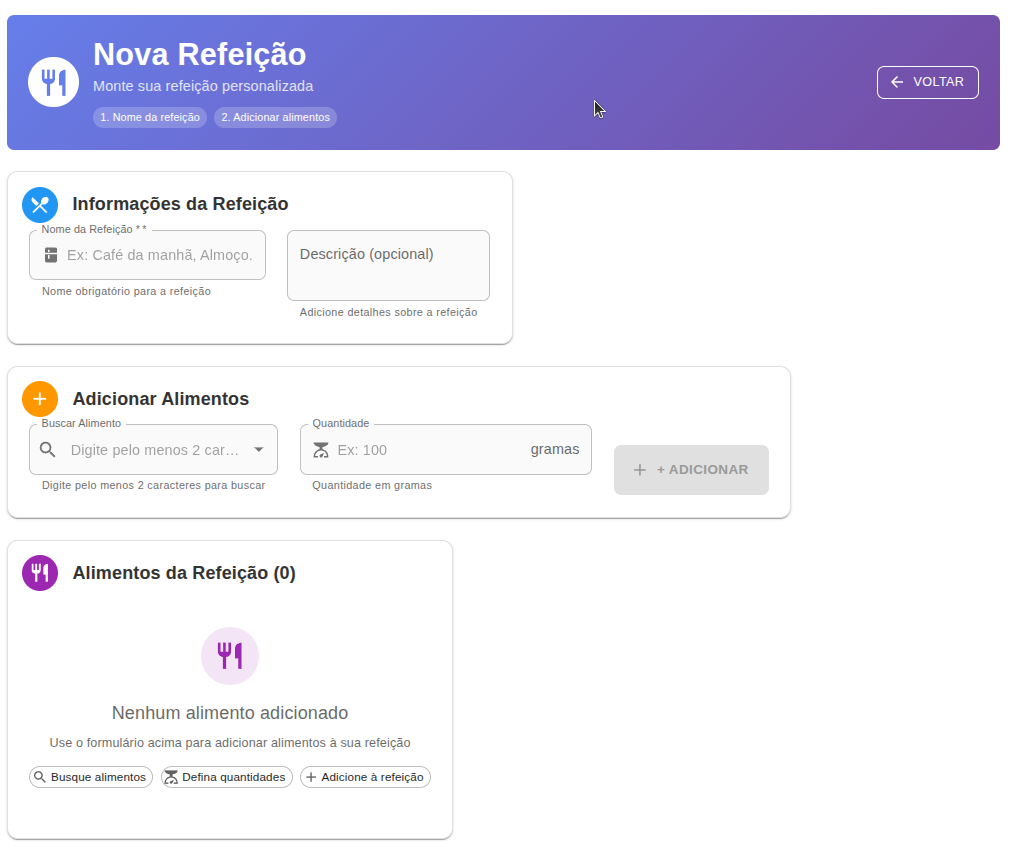 Nova Refeição
Monte sua refeição personalizada
1. Nome da refeição
2. Adicionar alimentos
VOLTAR
Informações da Refeição
Nome da Refeição * *
Ex: Café da manhã, Almoço.
Nome obrigatório para a refeição
Descrição (opcional)
Adicione detalhes sobre a refeição
Adicionar Alimentos
Buscar Alimento
Digite pelo menos 2 car…
Digite pelo menos 2 caracteres para buscar
Quantidade
Ex: 100
gramas
Quantidade em gramas
+ ADICIONAR
Alimentos da Refeição (0)
Nenhum alimento adicionado
Use o formulário acima para adicionar alimentos à sua refeição
Busque alimentos
Defina quantidades
Adicione à refeição